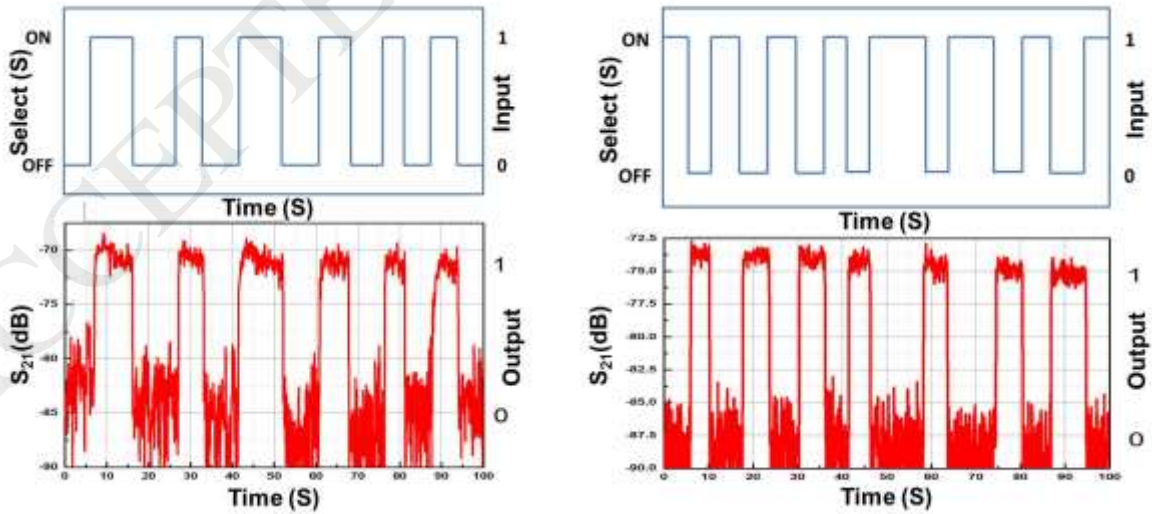 ON
OFF
Select (S)
1
0
Input
Time (S)
ON
OFF
Select (S)
1
0
Input
Time (S)
-70
-75
-80
-85
-90
S21(dB)
1
0
Output
0 10 20 30 40 50 60 70 80 90 100
Time (S)
-72.5
-75.0
-77.5
-80.0
-82.5
-85.0
-87.5
-90.0
S21(dB)
1
0
Output
0 10 20 30 40 50 60 70 80 90 100
Time (S)
CCEPTE